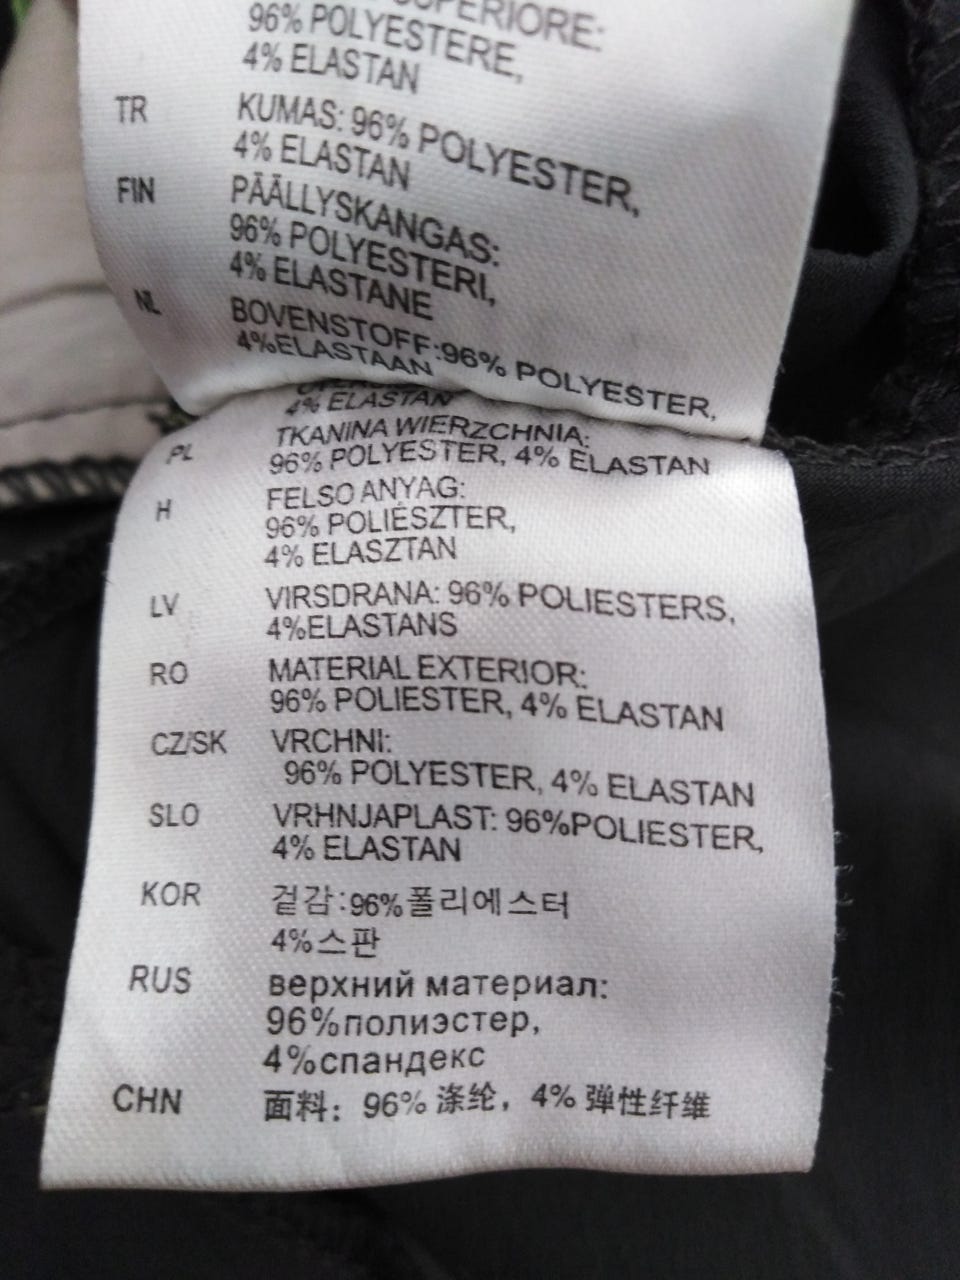 SUPERIORE:
96% POLYESTERE,
4% ELASTAN
TR KUMAS: 96% POLYESTER,
4% ELASTAN
FIN PÄÄLLYSKANGAS:
96% POLYESTERI,
4% ELASTANE
NL BOVENSTOFF:96% POLYESTER,
4%ELASTAAN
4% ELASTAN
PL TKANINA WIERZCHNIA:
96% POLYESTER, 4% ELASTAN
H FELSO ANYAG:
96% POLIÉSZTER,
4% ELASZTAN
LV VIRSDRANA: 96% POLIESTERS,
4%ELASTANS
RO MATERIAL EXTERIOR:
96% POLIESTER, 4% ELASTAN
CZ/SK VRCHNI:
96% POLYESTER, 4% ELASTAN
SLO VRHNJAPLAST: 96%POLIESTER,
4% ELASTAN
KOR 겉감:96%폴리에스터
4%스판
RUS верхний материал:
96%полиэстер,
4%спандекс
CHN 面料：96% 涤纶，4% 弹性纤维